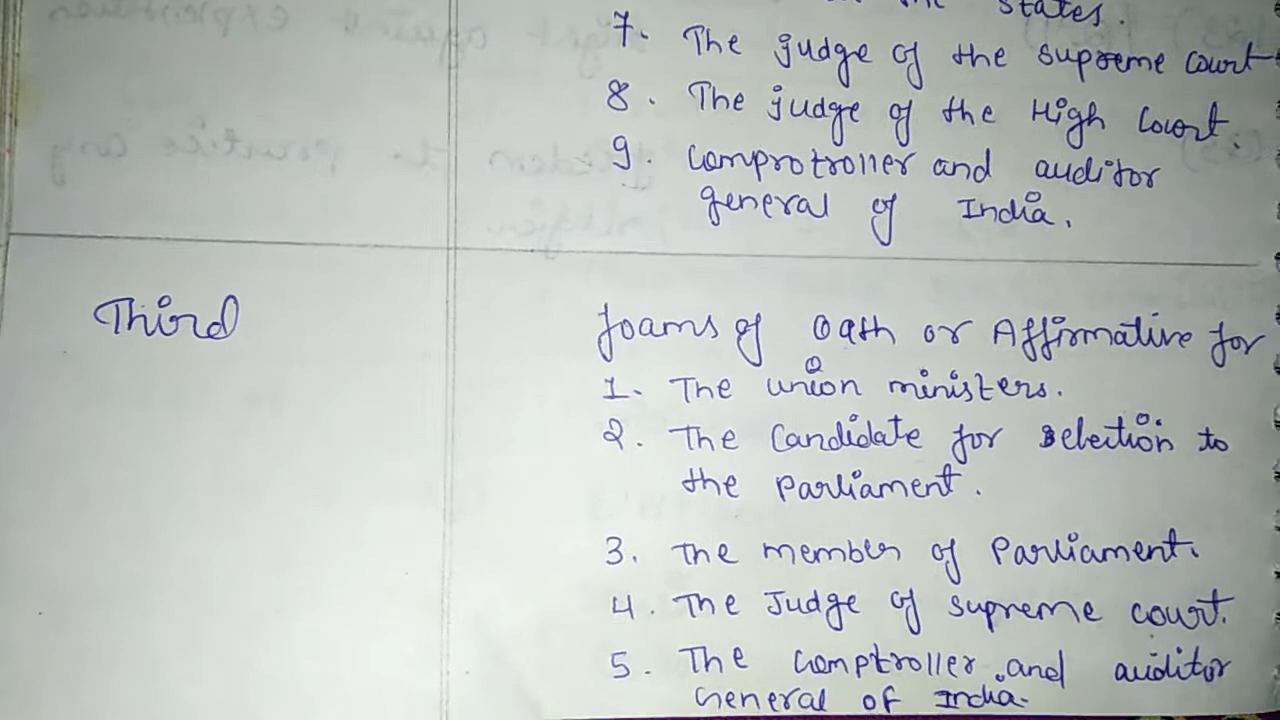 the states.
7. The judge of the supreme court
8. The judge of the High Court.
9. comprotroller and auditor
general of India.
Third
foams of Oath or Affirmative for
1. The union ministers.
2. The Candidate for selection to
the parliament.
3. The member of Parliament.
4. The Judge of supreme court.
5. The comptroller and auditor
General of India.